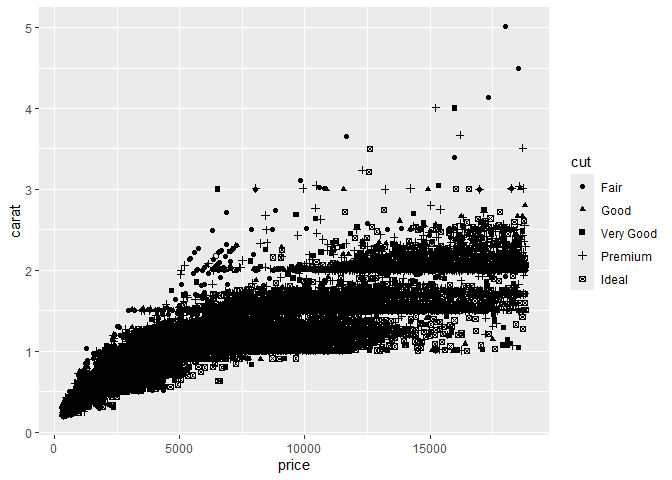 5
4
3
2
1
0
carat
0
5000
10000
15000
price
cut
Fair
Good
Very Good
Premium
Ideal